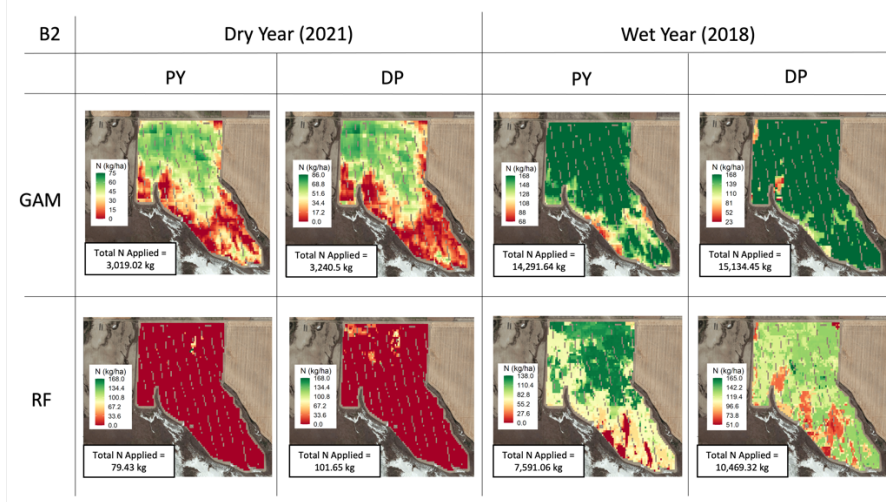 B2
Dry Year (2021)
Wet Year (2018)
PY
DP
PY
DP
GAM
N (kg/ha)
75
60
45
30
15
0
Total N Applied =
3,019.02 kg
N (kg/ha)
86.0
68.8
51.6
34.4
17.2
0.0
Total N Applied =
3,240.5 kg
N (kg/ha)
168
148
128
108
88
68
Total N Applied =
14,291.64 kg
N (kg/ha)
168
139
110
81
52
23
Total N Applied =
15,134.45 kg
RF
N (kg/ha)
168.0
134.4
100.8
67.2
33.6
0.0
Total N Applied =
79.43 kg
N (kg/ha)
168.0
134.4
100.8
67.2
33.6
0.0
Total N Applied =
101.65 kg
N (kg/ha)
138.0
110.4
82.8
55.2
27.6
0.0
Total N Applied =
7,591.06 kg
N (kg/ha)
165.0
142.2
119.4
96.6
73.8
51.0
Total N Applied =
10,469.32 kg